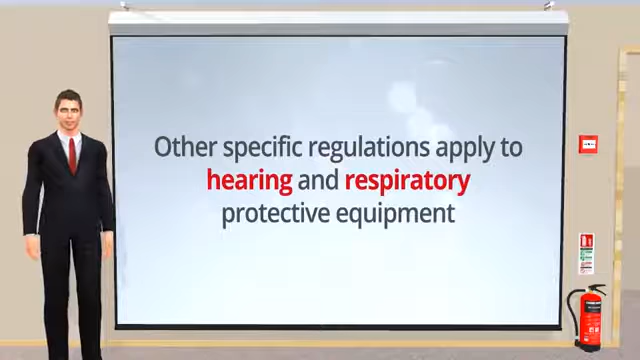 Other specific regulations apply to
hearing and respiratory
protective equipment